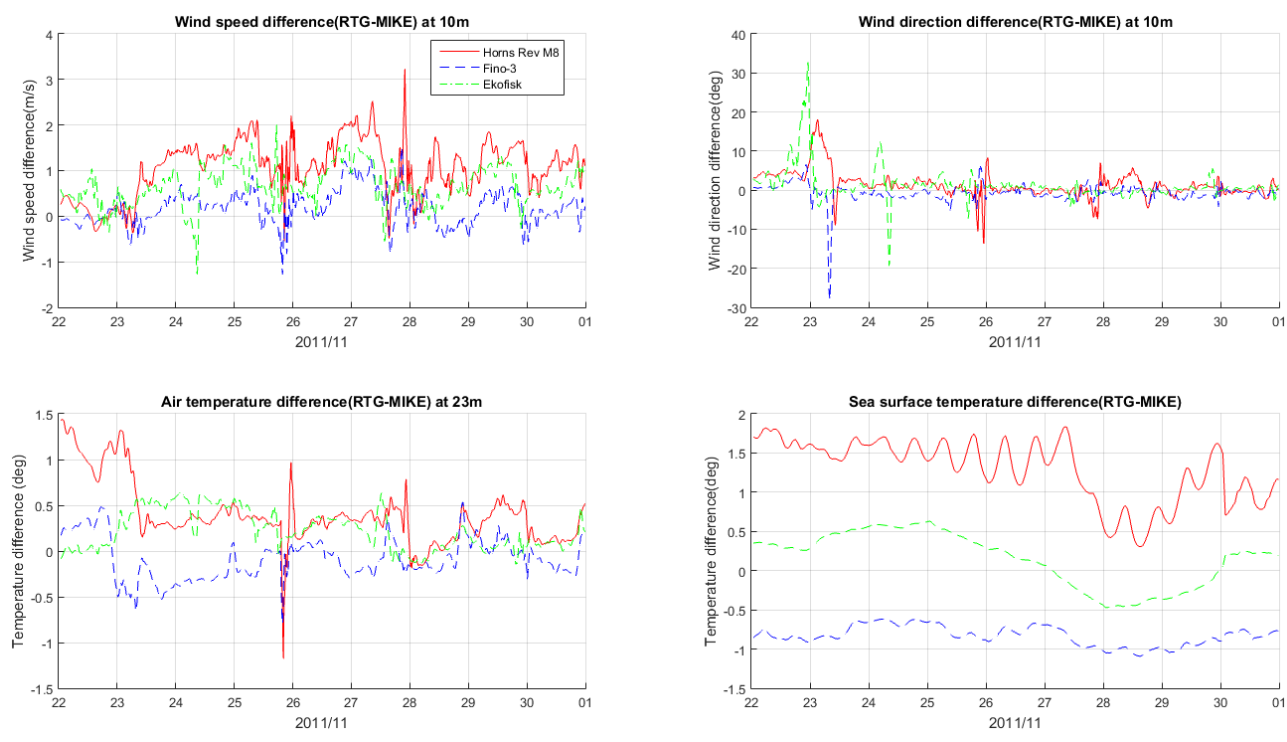 Wind speed difference(RTG-MIKE) at 10m
4
3
2
1
0
-1
-2
Wind speed difference(m/s)
Horns Rev M8
Fino-3
Ekofisk
22 23 24 25 26 27 28 29 30 01
2011/11
Wind direction difference(RTG-MIKE) at 10m
40
30
20
10
0
-10
-20
-30
Wind direction difference(deg)
22 23 24 25 26 27 28 29 30 01
2011/11
Air temperature difference(RTG-MIKE) at 23m
1.5
1
0.5
0
-0.5
-1
-1.5
Temperature difference (deg)
22 23 24 25 26 27 28 29 30 01
2011/11
Sea surface temperature difference(RTG-MIKE)
2
1.5
1
0.5
0
-0.5
-1
-1.5
Temperature difference(deg)
22 23 24 25 26 27 28 29 30 01
2011/11